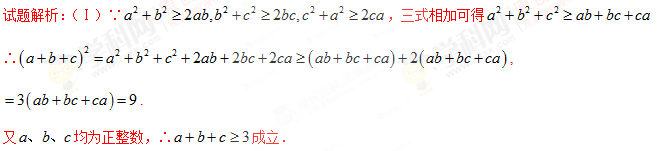 试题解析:（Ⅰ）∵a²+b²≥2ab,b²+c²≥2bc,c²+a²≥2ca，三式相加可得a²+b²+c²≥ab+bc+ca
∴(a+b+c)²=a²+b²+c²+2ab+2bc+2ca≥(ab+bc+ca)+2(ab+bc+ca),
=3(ab+bc+ca)=9．
又a、b、c均为正整数，∴a+b+c≥3成立．